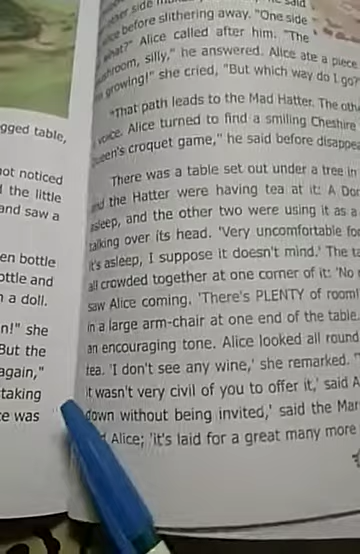 gged table,
not noticed
the little
and saw a
en bottle
ottle and
a doll.
n!" she
But the
again,"
taking
e was
said
side
before slithering away. "One side
what?" Alice called after him. "The
mushroom, silly," he answered. Alice ate a piece
growing!" she cried, "But which way do I go?
"That path leads to the Mad Hatter. The oth
voice. Alice turned to find a smiling Cheshire
Queen's croquet game," he said before disappea
There was a table set out under a tree in
and the Hatter were having tea at it: A Dor
asleep, and the other two were using it as a
talking over its head. 'Very uncomfortable fo
it's asleep, I suppose it doesn't mind.' The ta
all crowded together at one corner of it: 'No r
saw Alice coming. 'There's PLENTY of room!
in a large arm-chair at one end of the table.
an encouraging tone. Alice looked all round
tea. 'I don't see any wine,' she remarked. "
it wasn't very civil of you to offer it,' said A
down without being invited,' said the Mar
Alice; 'it's laid for a great many more